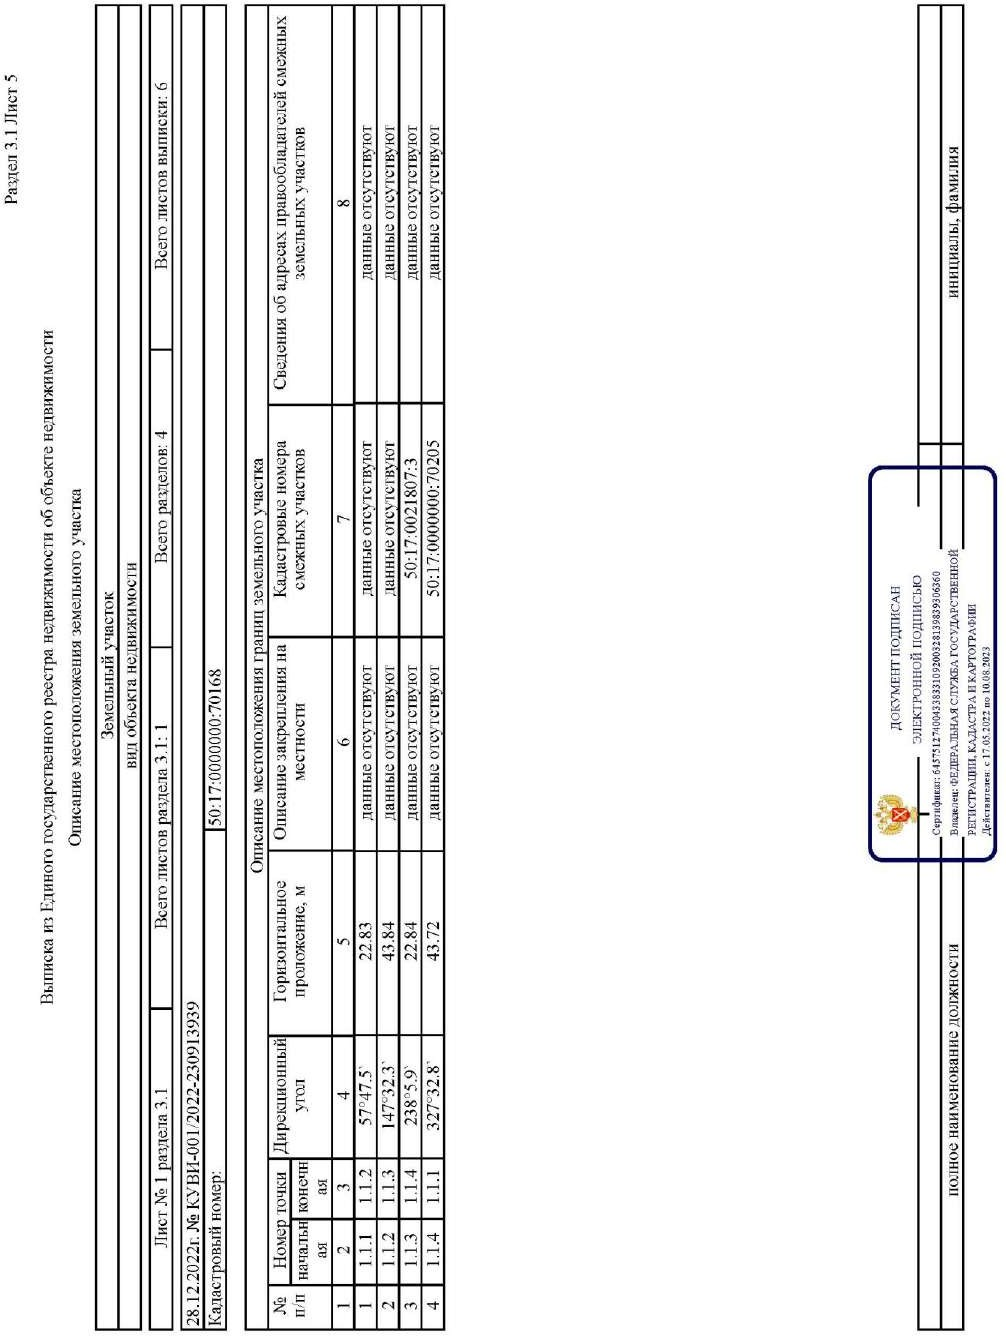 Раздел 3.1 Лист 5
Выписка из Единого государственного реестра недвижимости об объекте недвижимости
Описание местоположения земельного участка
Земельный участок
вид объекта недвижимости
Лист № 1 раздела 3.1 Всего листов раздела 3.1: 1 Всего разделов: 4 Всего листов выписки: 6
28.12.2022г. № КУВИ-001/2022-230913939
Кадастровый номер: 50:17:0000000:70168
Описание местоположения границ земельного участка
№ п/п Номер точки Дирекционный угол Горизонтальное проложение, м Описание закрепления на местности Кадастровые номера смежных участков Сведения об адресах правообладателей смежных земельных участков
начальн ая конечн ая
1 2 3 4 5 6 7 8
1 1.1.1 1.1.2 57°47.5` 22.83 данные отсутствуют данные отсутствуют данные отсутствуют
2 1.1.2 1.1.3 147°32.3` 43.84 данные отсутствуют данные отсутствуют данные отсутствуют
3 1.1.3 1.1.4 238°5.9` 22.84 данные отсутствуют 50:17:0021807:3 данные отсутствуют
4 1.1.4 1.1.1 327°32.8` 43.72 данные отсутствуют 50:17:0000000:70205 данные отсутствуют
ДОКУМЕНТ ПОДПИСАН
ЭЛЕКТРОННОЙ ПОДПИСЬЮ
Сертификат: 64575127400433833109200328139839306360
Владелец: ФЕДЕРАЛЬНАЯ СЛУЖБА ГОСУДАРСТВЕННОЙ
РЕГИСТРАЦИИ, КАДАСТРА И КАРТОГРАФИИ
Действителен: с 17.05.2022 по 10.08.2023
полное наименование должности инициалы, фамилия